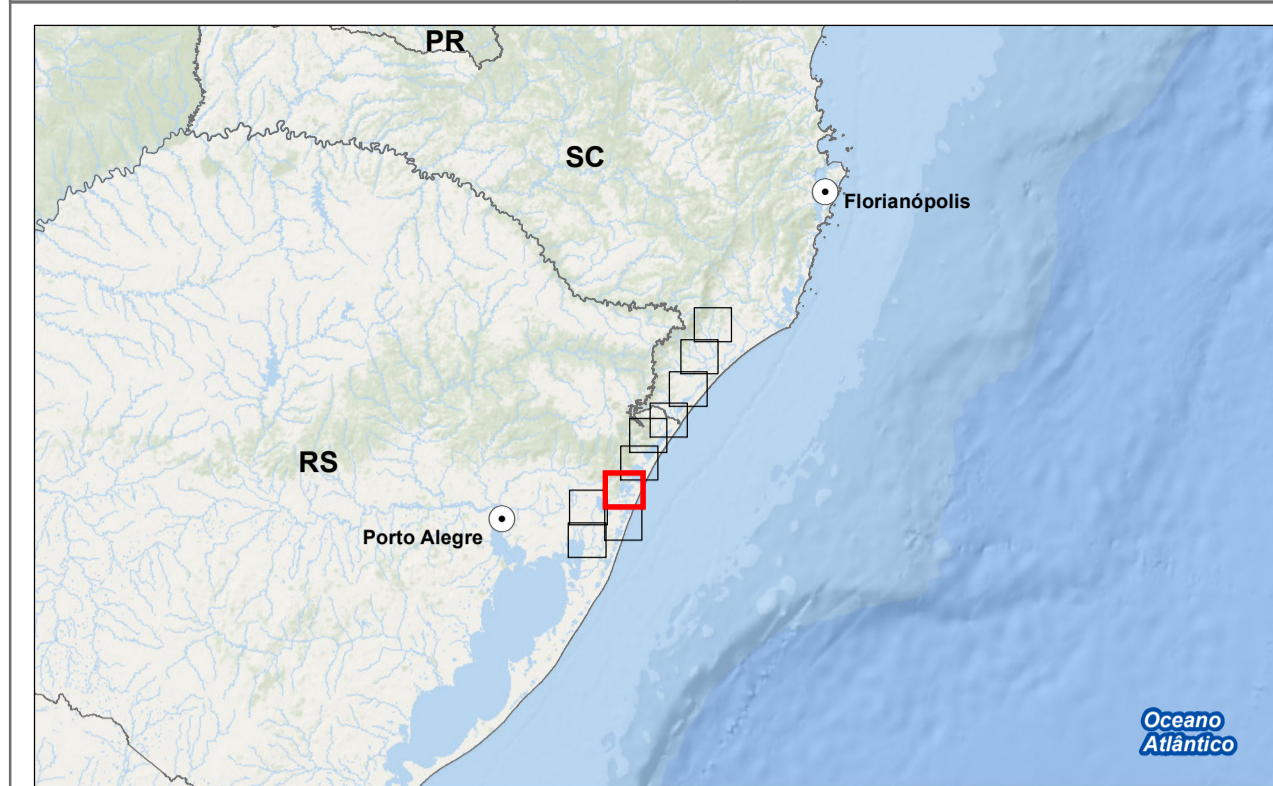 PR
SC
Florianópolis
RS
Porto Alegre
Oceano
Atlântico